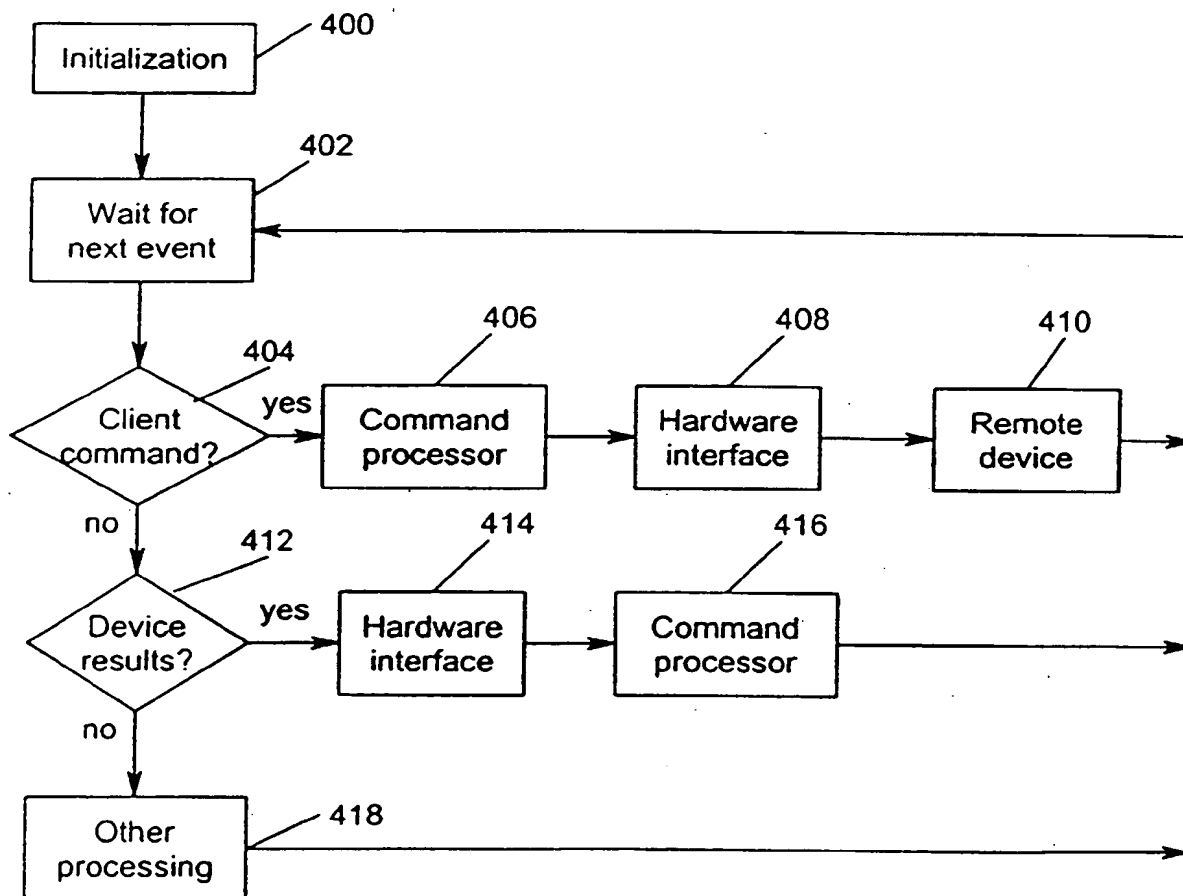 400
Initialization
402
Wait for
next event
404
Client
command?
yes
406
Command
processor
408
Hardware
interface
410
Remote
device
no
412
Device
results?
yes
414
Hardware
interface
416
Command
processor
no
Other
processing
418